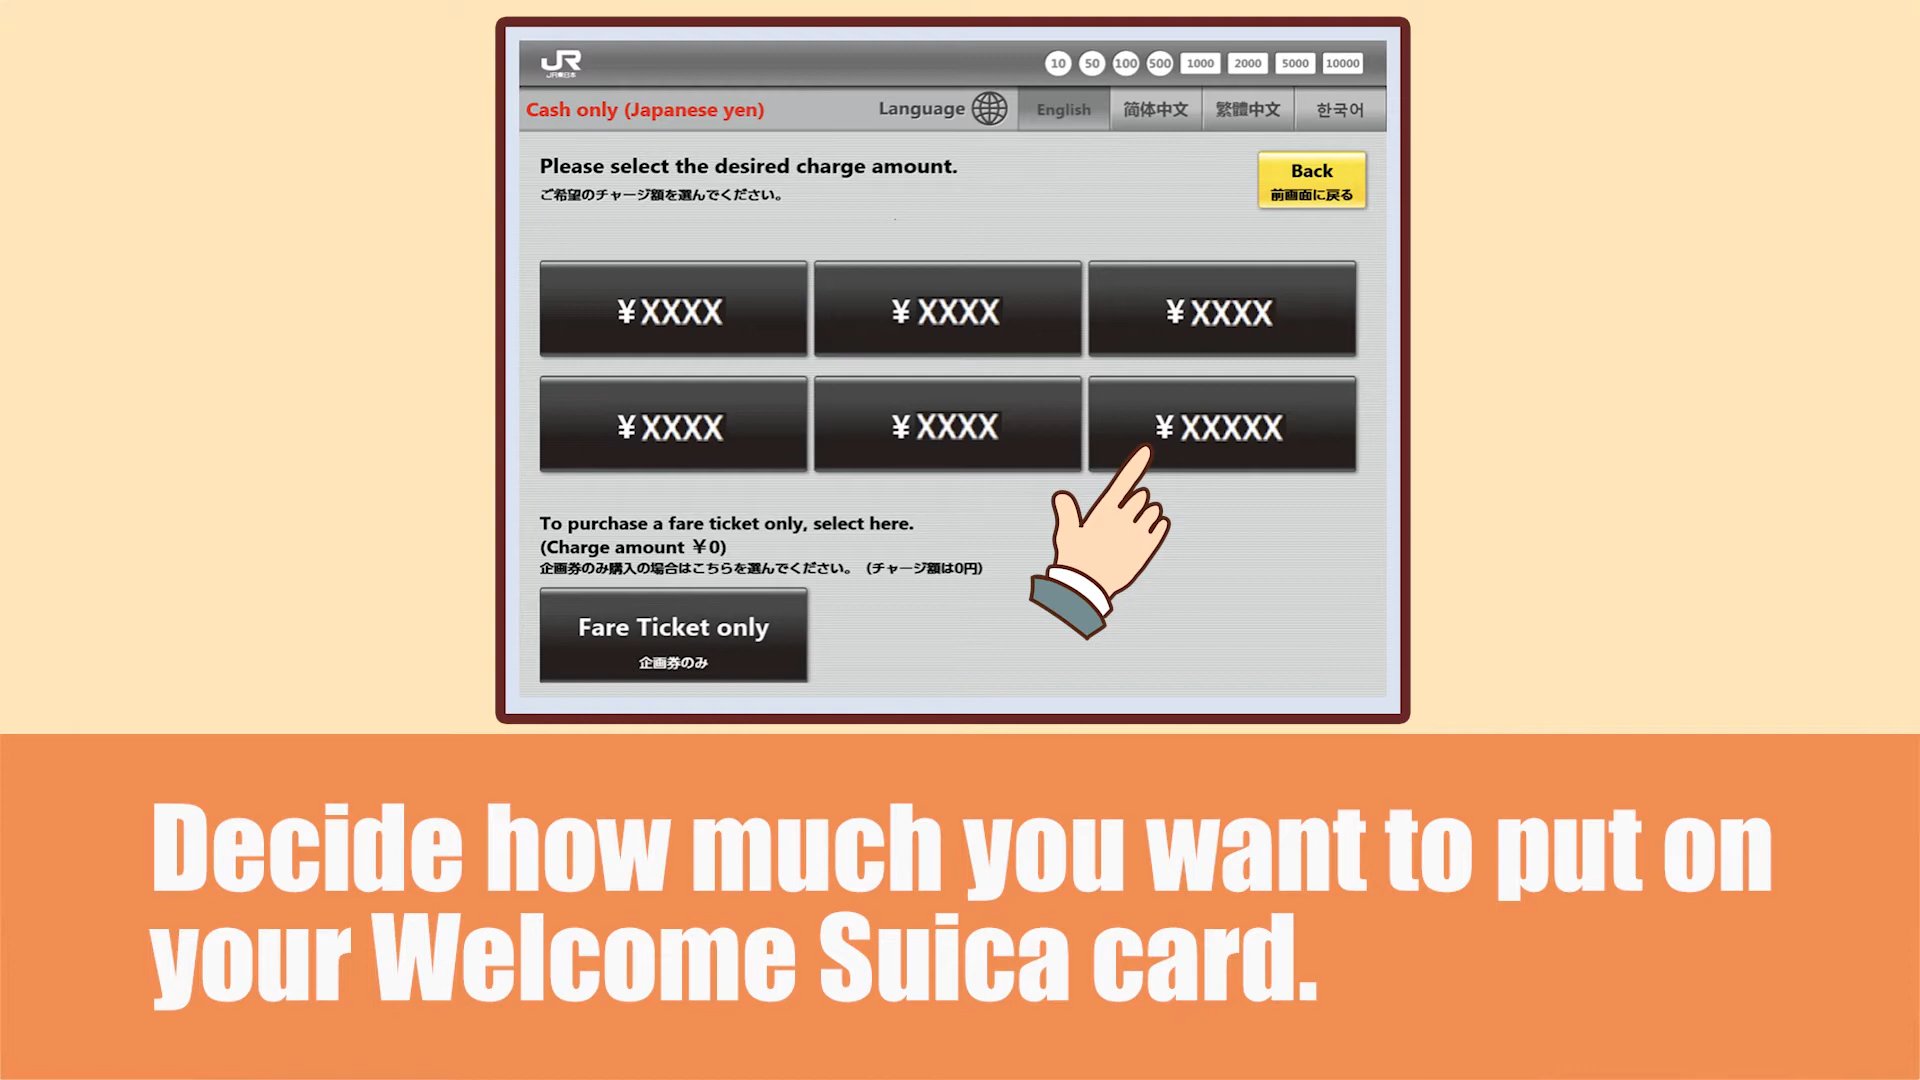 JR
JR東日本
10 50 100 500 1000 2000 5000 10000
Cash only (Japanese yen)
Language English 简体中文 繁體中文 한국어
Please select the desired charge amount.
ご希望のチャージ額を選んでください。
Back
前画面に戻る
¥XXXX ¥XXXX ¥XXXX
¥XXXX ¥XXXX ¥XXXXX
To purchase a fare ticket only, select here.
(Charge amount ¥0)
企画券のみ購入の場合はこちらを選んでください。（チャージ額は0円）
Fare Ticket only
企画券のみ
Decide how much you want to put on
your Welcome Suica card.